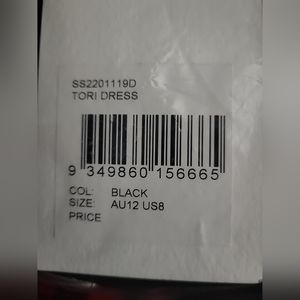 SS2201119D
TORI DRESS
9 349860 156665
COL: BLACK
SIZE: AU12 US8
PRICE